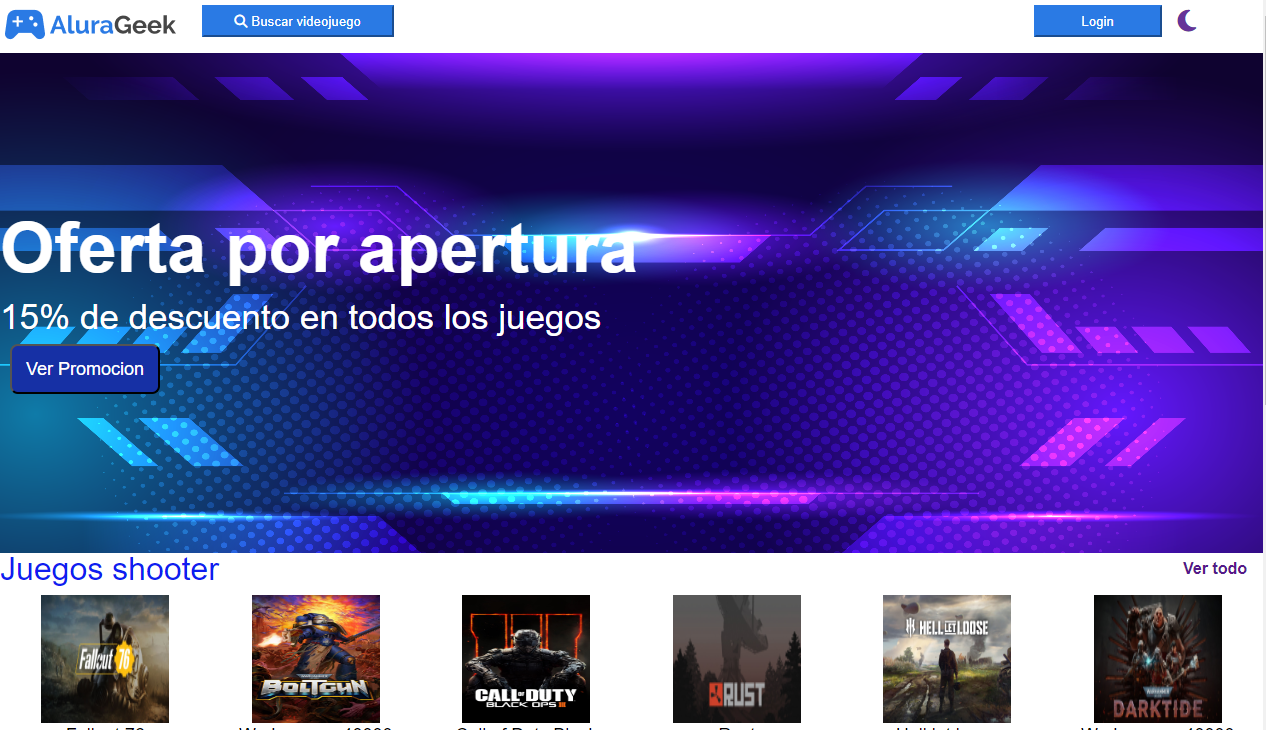 AluraGeek
Buscar videojuego
Login
Oferta por apertura
15% de descuento en todos los juegos
Ver Promocion
Juegos shooter
Ver todo
Fallout 76
BOLTGUN
CALL OF DUTY
BLACK OPS III
RUST
HELL LET LOOSE
DARKTIDE